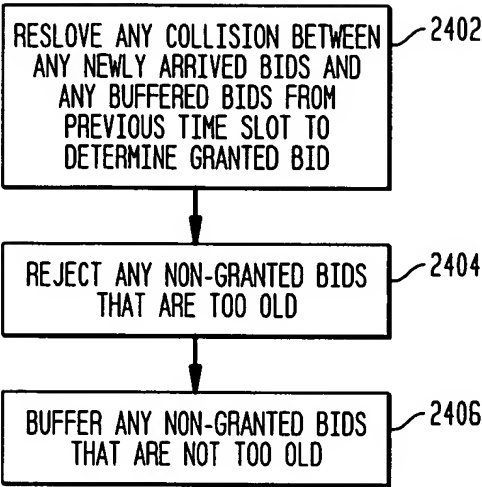 RESLOVE ANY COLLISION BETWEEN
ANY NEWLY ARRIVED BIDS AND
ANY BUFFERED BIDS FROM
PREVIOUS TIME SLOT TO
DETERMINE GRANTED BID
2402
REJECT ANY NON-GRANTED BIDS
THAT ARE TOO OLD
2404
BUFFER ANY NON-GRANTED BIDS
THAT ARE NOT TOO OLD
2406